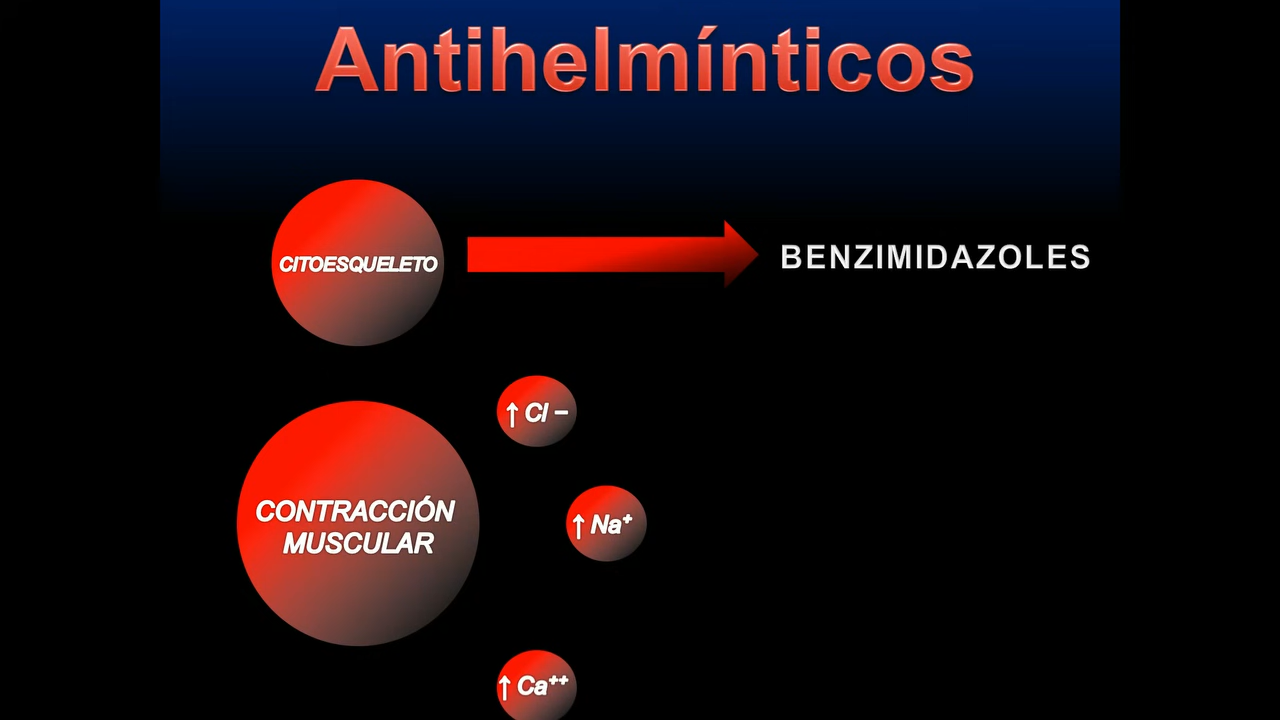 Antihelmínticos
CITOESQUELETO
BENZIMIDAZOLES
↑ Cl –
CONTRACCIÓN
MUSCULAR
↑ Na⁺
↑ Ca⁺⁺